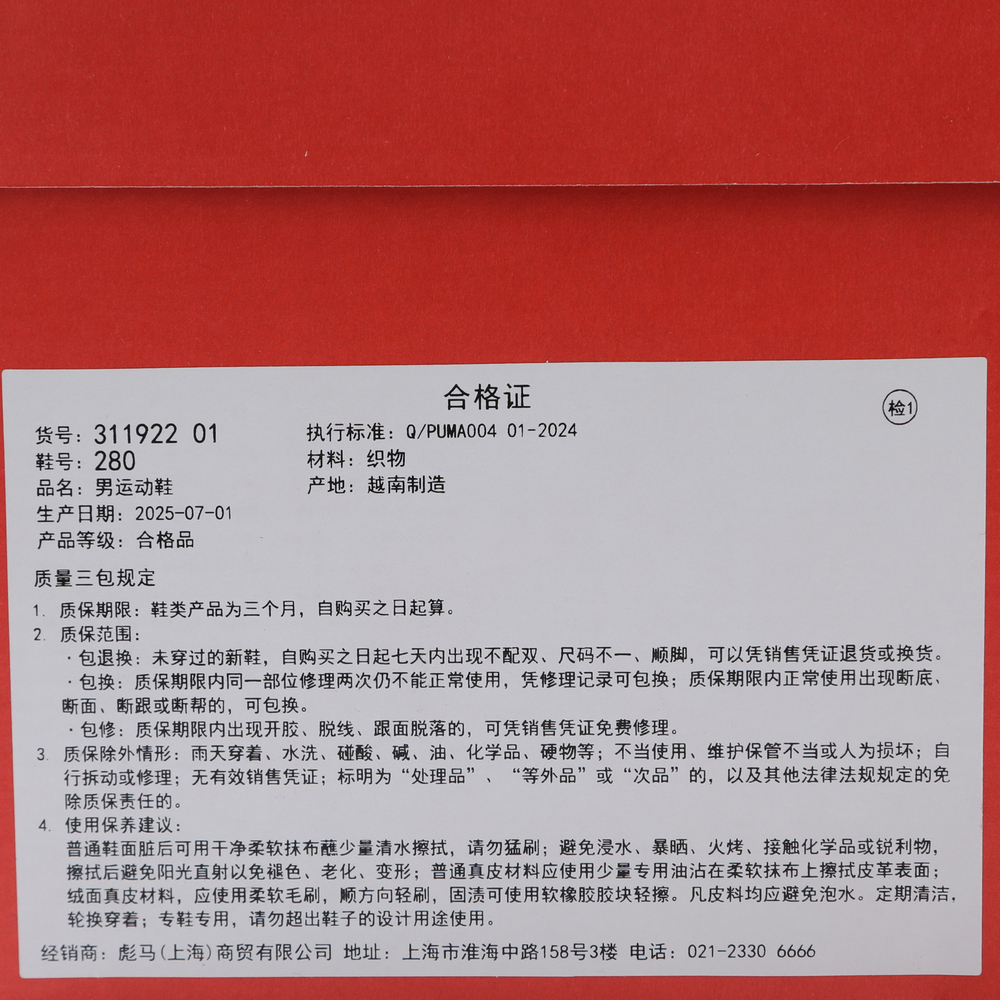 合格证
检1
货号：311922 01 执行标准：Q/PUMA004 01-2024
鞋号：280 材料：织物
品名：男运动鞋 产地：越南制造
生产日期：2025-07-01
产品等级：合格品
质量三包规定
1. 质保期限：鞋类产品为三个月，自购买之日起算。
2. 质保范围：
·包退换：未穿过的新鞋，自购买之日起七天内出现不配双、尺码不一、顺脚，可以凭销售凭证退货或换货。
·包换：质保期限内同一部位修理两次仍不能正常使用，凭修理记录可包换；质保期限内正常使用出现断底、
断面、断跟或断帮的，可包换。
·包修：质保期限内出现开胶、脱线、跟面脱落的，可凭销售凭证免费修理。
3. 质保除外情形：雨天穿着、水洗、碰酸、碱、油、化学品、硬物等；不当使用、维护保管不当或人为损坏；自
行拆动或修理；无有效销售凭证；标明为“处理品”、“等外品”或“次品”的，以及其他法律法规规定的免
除质保责任的。
4. 使用保养建议：
普通鞋面脏后可用干净柔软抹布蘸少量清水擦拭，请勿猛刷；避免浸水、暴晒、火烤、接触化学品或锐利物，
擦拭后避免阳光直射以免褪色、老化、变形；普通真皮材料应使用少量专用油沾在柔软抹布上擦拭皮革表面；
绒面真皮材料，应使用柔软毛刷，顺方向轻刷，固渍可使用软橡胶胶块轻擦。凡皮料均应避免泡水。定期清洁，
轮换穿着；专鞋专用，请勿超出鞋子的设计用途使用。
经销商：彪马(上海)商贸有限公司 地址：上海市淮海中路158号3楼 电话：021-2330 6666